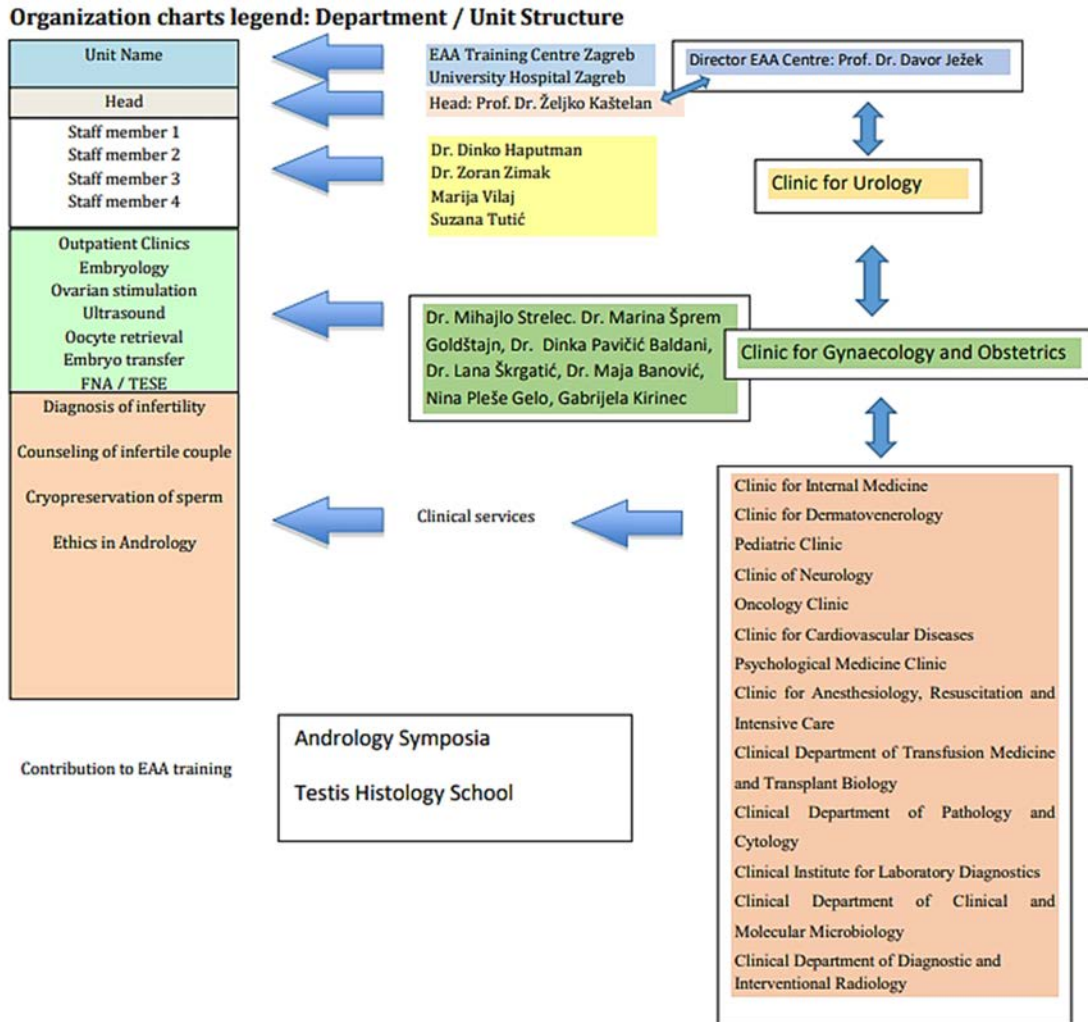 Organization charts legend: Department / Unit Structure
Unit Name
Head
Staff member 1
Staff member 2
Staff member 3
Staff member 4
Outpatient Clinics
Embryology
Ovarian stimulation
Ultrasound
Oocyte retrieval
Embryo transfer
FNA / TESE
Diagnosis of infertility
Counseling of infertile couple
Cryopreservation of sperm
Ethics in Andrology
EAA Training Centre Zagreb
University Hospital Zagreb
Head: Prof. Dr. Željko Kaštelan
Director EAA Centre: Prof. Dr. Davor Ježek
Dr. Dinko Haputman
Dr. Zoran Zimak
Marija Vilaj
Suzana Tutić
Clinic for Urology
Dr. Mihajlo Strelec. Dr. Marina Šprem
Goldštajn, Dr. Dinka Pavičić Baldani,
Dr. Lana Škrgatić, Dr. Maja Banović,
Nina Pleše Gelo, Gabrijela Kirinec
Clinic for Gynaecology and Obstetrics
Clinical services
Clinic for Internal Medicine
Clinic for Dermatovenerology
Pediatric Clinic
Clinic of Neurology
Oncology Clinic
Clinic for Cardiovascular Diseases
Psychological Medicine Clinic
Clinic for Anesthesiology, Resuscitation and
Intensive Care
Clinical Department of Transfusion Medicine
and Transplant Biology
Clinical Department of Pathology and
Cytology
Clinical Institute for Laboratory Diagnostics
Clinical Department of Clinical and
Molecular Microbiology
Clinical Department of Diagnostic and
Interventional Radiology
Contribution to EAA training
Andrology Symposia
Testis Histology School